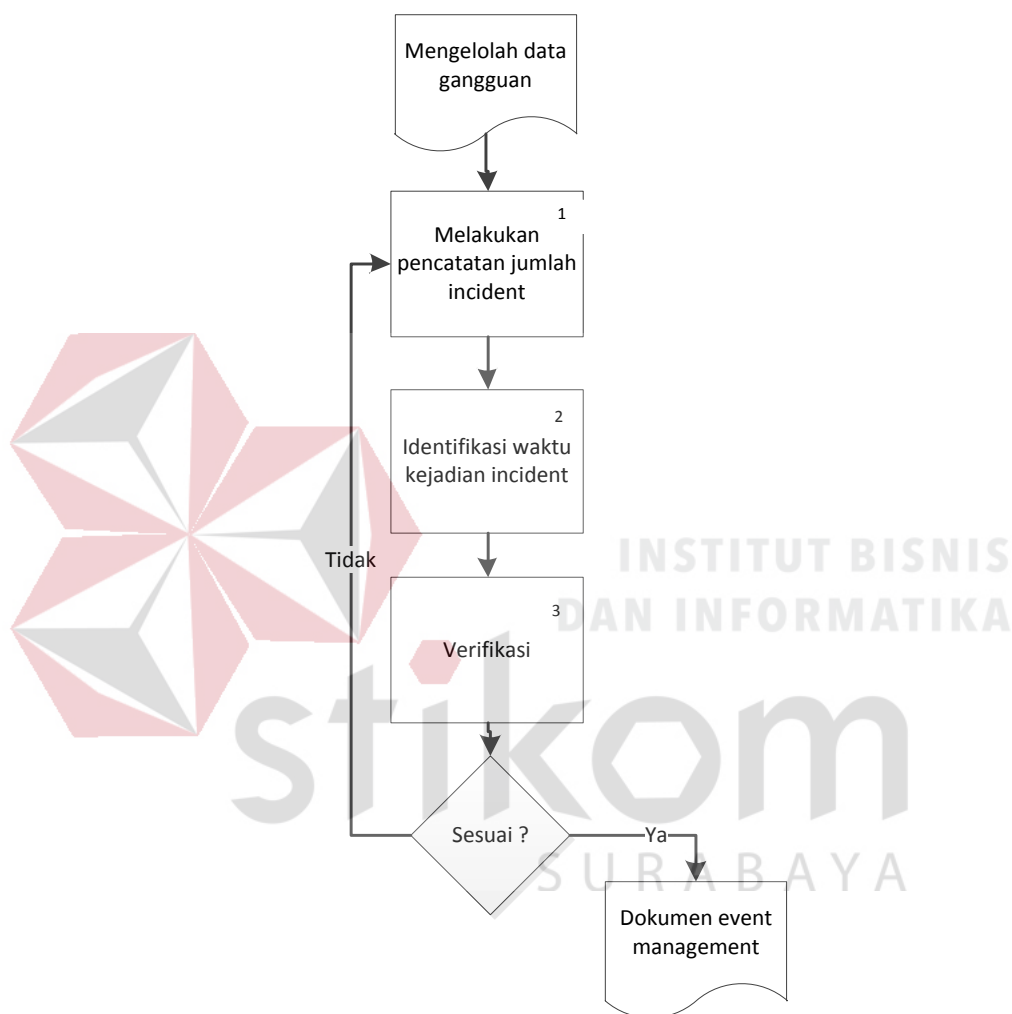 Mengelolah data
gangguan
1
Melakukan
pencatatan jumlah
incident
2
Identifikasi waktu
kejadian incident
Tidak
INSTITUT BISNIS
DAN INFORMATIKA
3
Verifikasi
stikom
SURABAYA
Sesuai ?
Ya
Dokumen event
management